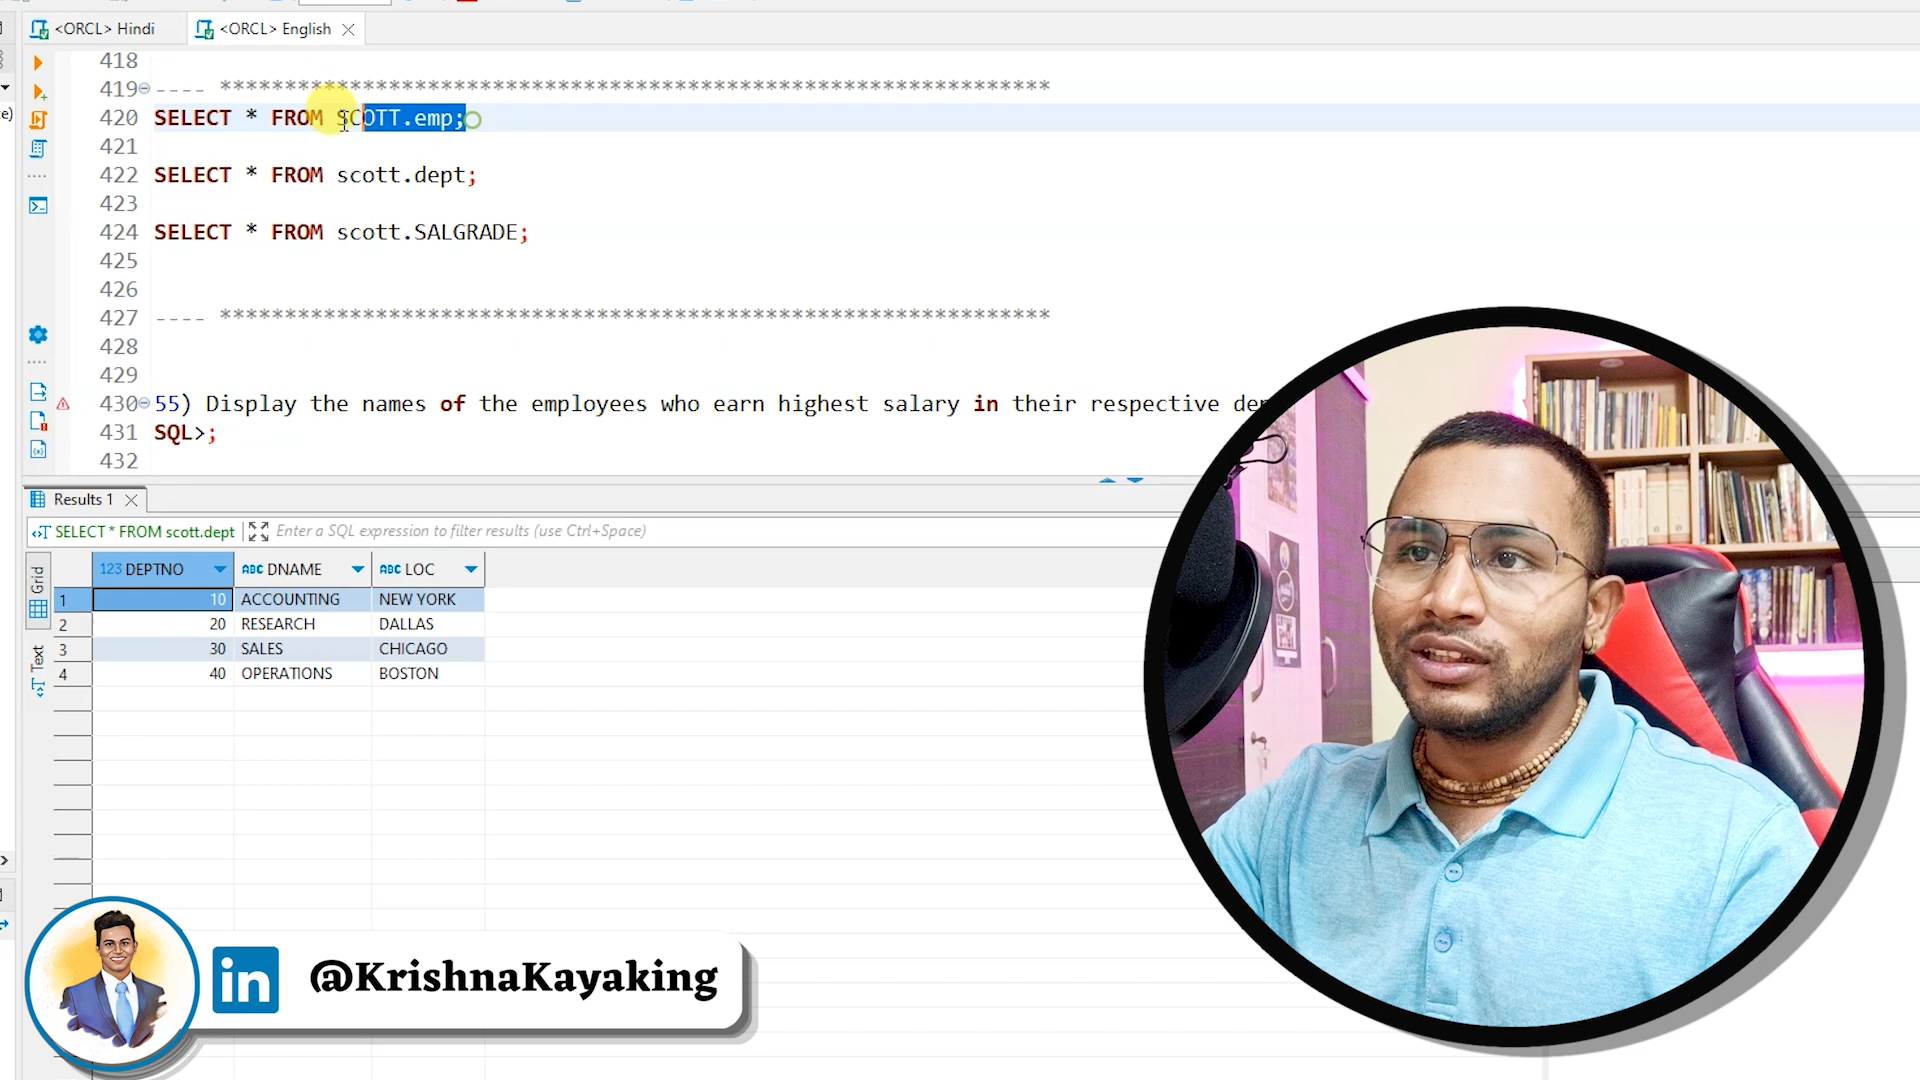 <ORCL> Hindi
<ORCL> English
418
419 ---- ****************************************************************
420 SELECT * FROM SCOTT.emp;
421
422 SELECT * FROM scott.dept;
423
424 SELECT * FROM scott.SALGRADE;
425
426
427 ---- ****************************************************************
428
429
430 55) Display the names of the employees who earn highest salary in their respective
431 SQL>;
432
Results 1
SELECT * FROM scott.dept
Enter a SQL expression to filter results (use Ctrl+Space)
Grid
Text
123 DEPTNO ABC DNAME ABC LOC
1 10 ACCOUNTING NEW YORK
2 20 RESEARCH DALLAS
3 30 SALES CHICAGO
4 40 OPERATIONS BOSTON
in @KrishnaKayaking